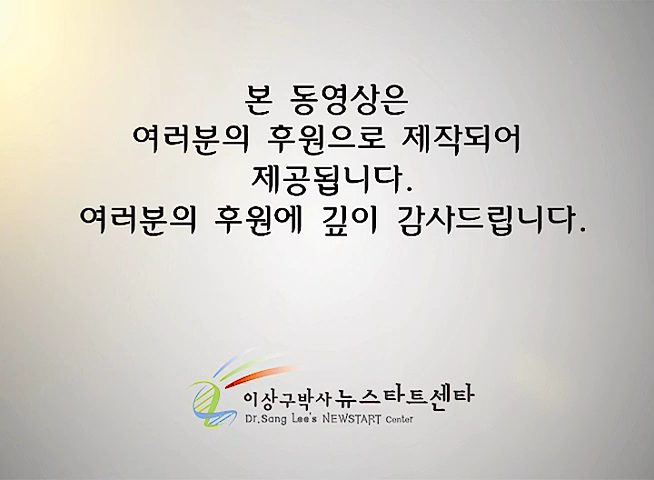 본 동영상은
여러분의 후원으로 제작되어
제공됩니다.
여러분의 후원에 깊이 감사드립니다.
이상구박사 뉴스타트센타
Dr.Sang Lee's NEWSTART Center